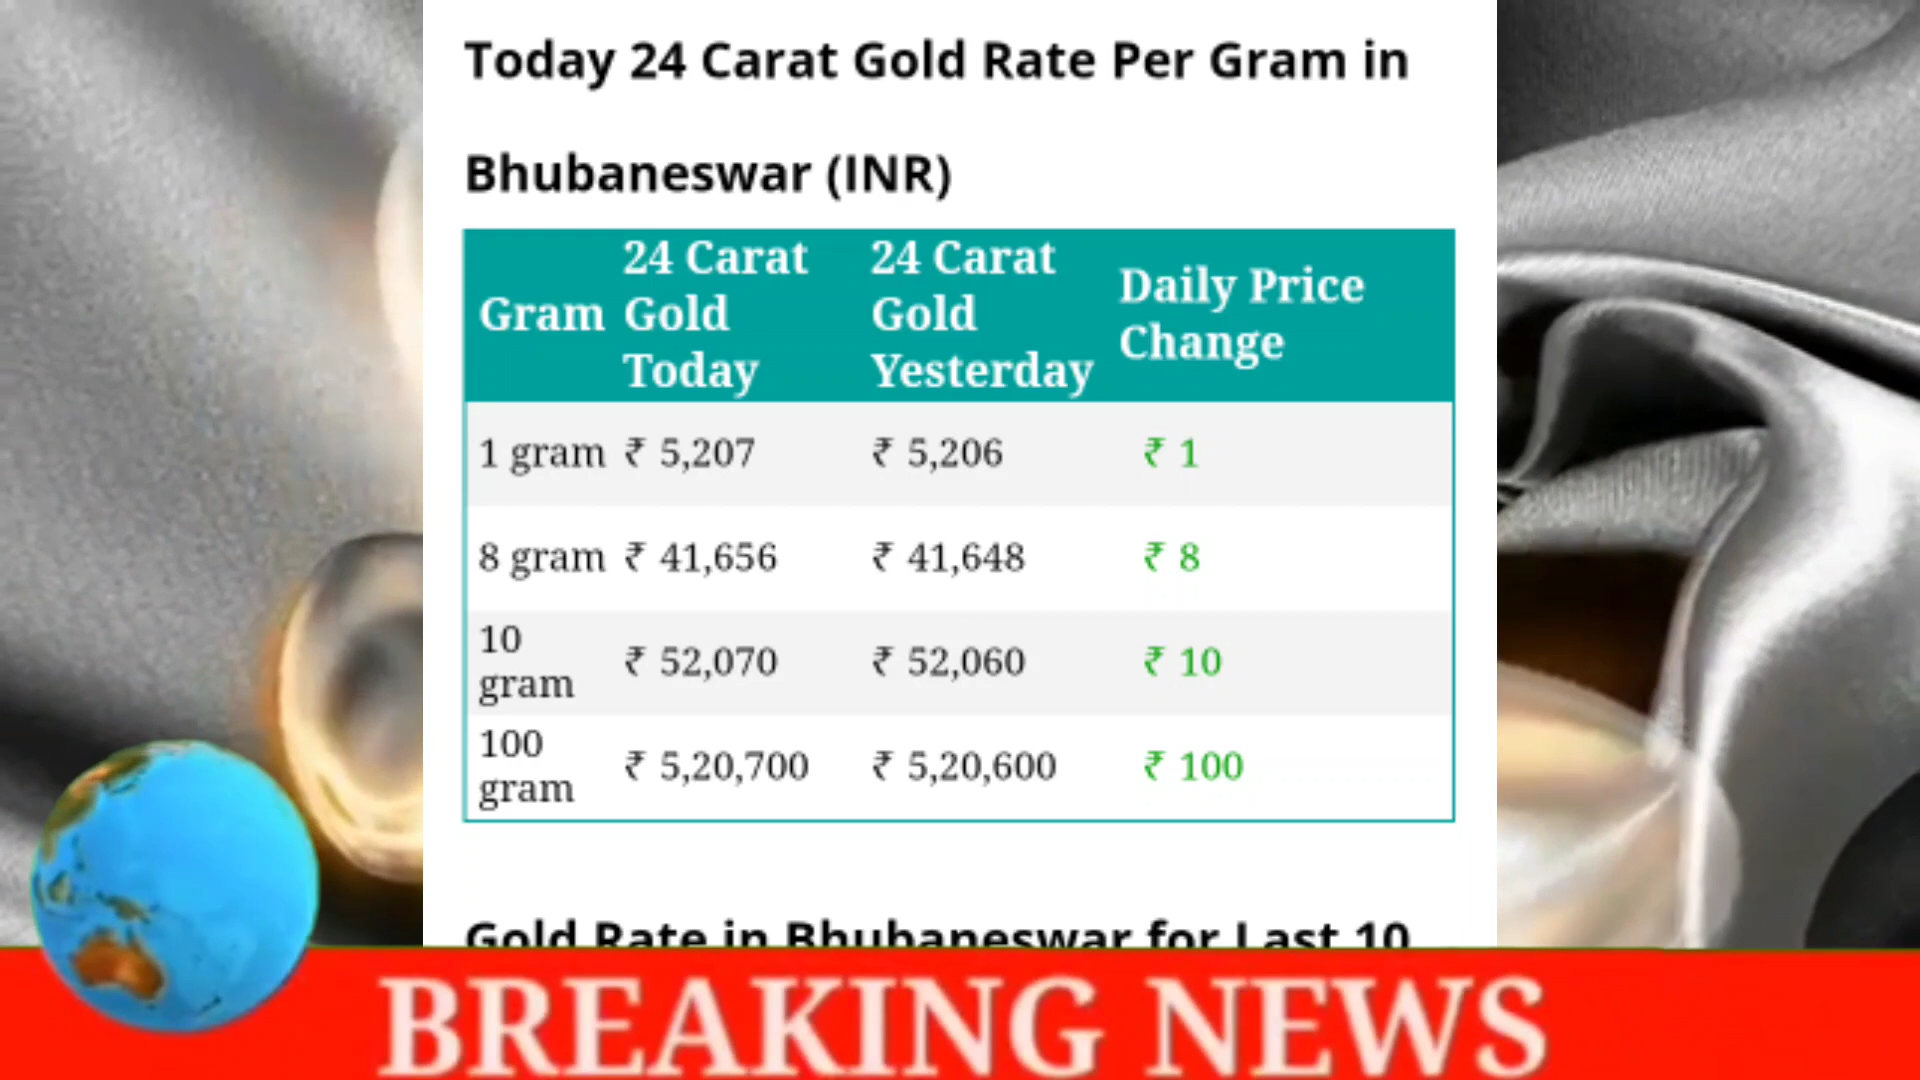 Today 24 Carat Gold Rate Per Gram in
Bhubaneswar (INR)
Gram
24 Carat
Gold
Today
24 Carat
Gold
Yesterday
Daily Price
Change
1 gram ₹ 5,207 ₹ 5,206 ₹ 1
8 gram ₹ 41,656 ₹ 41,648 ₹ 8
10
gram
₹ 52,070 ₹ 52,060 ₹ 10
100
gram
₹ 5,20,700 ₹ 5,20,600 ₹ 100
Gold Rate in Bhubaneswar for Last 10
BREAKING NEWS